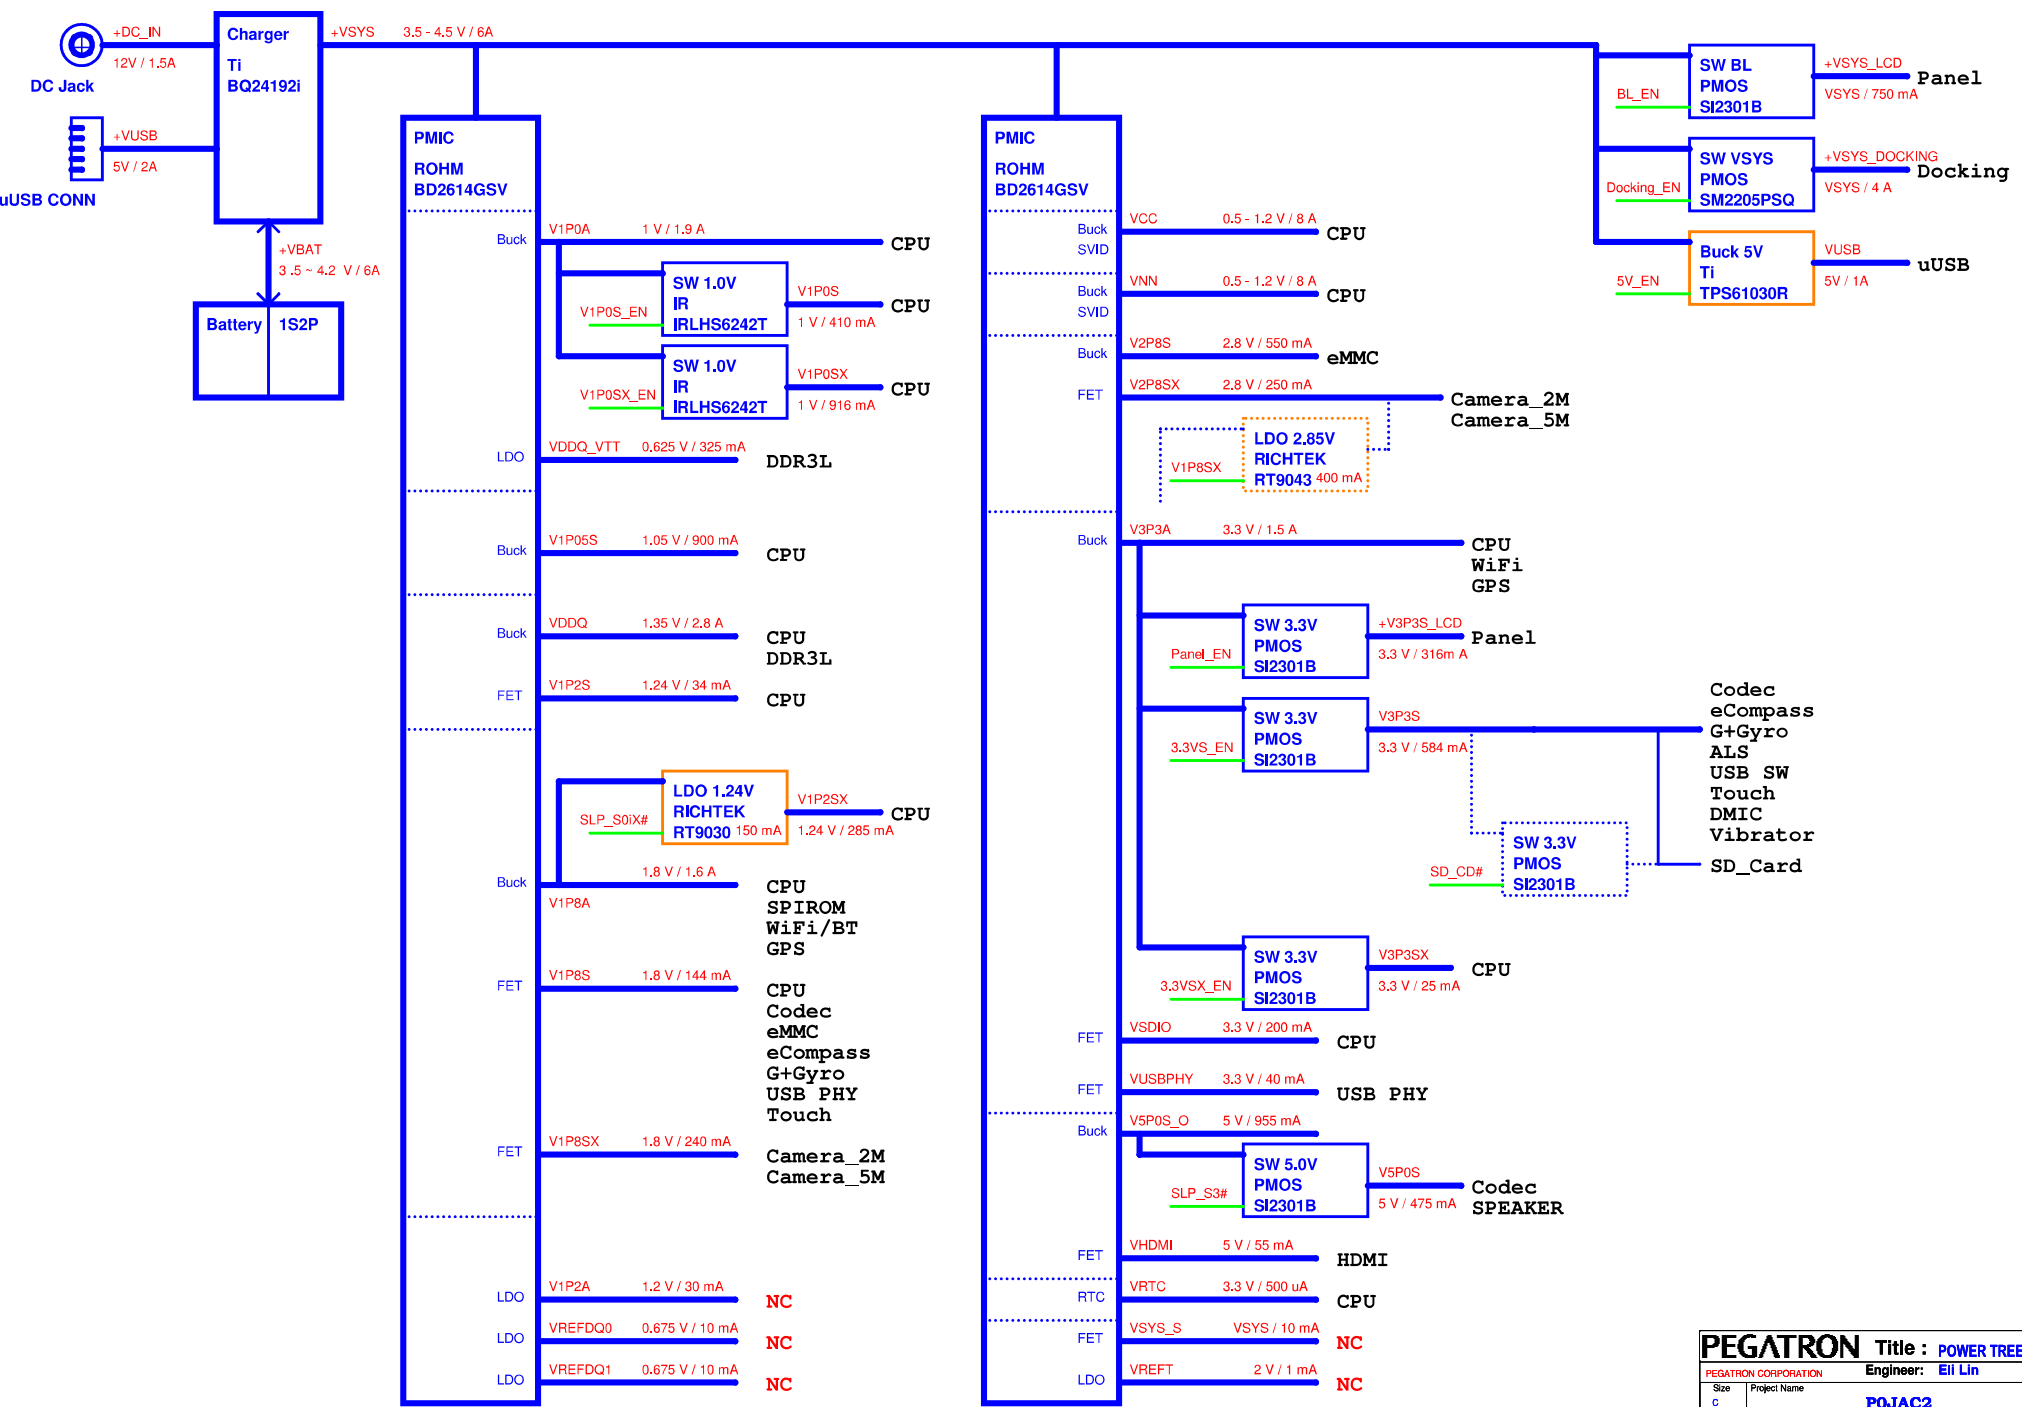 +DC_IN
12V / 1.5A
DC Jack
+VUSB
5V / 2A
uUSB CONN
Charger
Ti
BQ24192i
+VSYS 3.5 - 4.5 V / 6A
+VBAT
3 .5 ~ 4.2 V / 6A
Battery 1S2P
PMIC
ROHM
BD2614GSV
Buck V1P0A 1 V / 1.9 A CPU
SW 1.0V
IR
IRLHS6242T
V1P0S_EN
V1P0S
1 V / 410 mA
CPU
SW 1.0V
IR
IRLHS6242T
V1P0SX_EN
V1P0SX
1 V / 916 mA
CPU
LDO VDDQ_VTT 0.625 V / 325 mA DDR3L
Buck V1P05S 1.05 V / 900 mA CPU
Buck VDDQ 1.35 V / 2.8 A CPU
DDR3L
FET V1P2S 1.24 V / 34 mA CPU
LDO 1.24V
RICHTEK
RT9030 150 mA
SLP_S0iX#
V1P2SX
1.24 V / 285 mA
CPU
Buck 1.8 V / 1.6 A
V1P8A
CPU
SPIROM
WiFi/BT
GPS
FET V1P8S 1.8 V / 144 mA
CPU
Codec
eMMC
eCompass
G+Gyro
USB PHY
Touch
FET V1P8SX 1.8 V / 240 mA
Camera_2M
Camera_5M
LDO V1P2A 1.2 V / 30 mA NC
LDO VREFDQ0 0.675 V / 10 mA NC
LDO VREFDQ1 0.675 V / 10 mA NC
PMIC
ROHM
BD2614GSV
Buck VCC 0.5 - 1.2 V / 8 A CPU
SVID
Buck VNN 0.5 - 1.2 V / 8 A CPU
SVID
Buck V2P8S 2.8 V / 550 mA eMMC
FET V2P8SX 2.8 V / 250 mA
Camera_2M
Camera_5M
LDO 2.85V
RICHTEK
RT9043 400 mA
V1P8SX
Buck V3P3A 3.3 V / 1.5 A
CPU
WiFi
GPS
SW 3.3V
PMOS
SI2301B
Panel_EN
+V3P3S_LCD
3.3 V / 316m A
Panel
SW 3.3V
PMOS
SI2301B
3.3VS_EN
V3P3S
3.3 V / 584 mA
Codec
eCompass
G+Gyro
ALS
USB SW
Touch
DMIC
Vibrator
SW 3.3V
PMOS
SI2301B
SD_CD#
SD_Card
SW 3.3V
PMOS
SI2301B
3.3VSX_EN
V3P3SX
3.3 V / 25 mA
CPU
FET VSDIO 3.3 V / 200 mA CPU
FET VUSBPHY 3.3 V / 40 mA USB PHY
Buck V5P0S_O 5 V / 955 mA
SW 5.0V
PMOS
SI2301B
SLP_S3#
V5P0S
5 V / 475 mA
Codec
SPEAKER
FET VHDMI 5 V / 55 mA HDMI
RTC VRTC 3.3 V / 500 uA CPU
FET VSYS_S VSYS / 10 mA NC
LDO VREFT 2 V / 1 mA NC
SW BL
PMOS
SI2301B
BL_EN
+VSYS_LCD
VSYS / 750 mA
Panel
SW VSYS
PMOS
SM2205PSQ
Docking_EN
+VSYS_DOCKING
VSYS / 4 A
Docking
Buck 5V
Ti
TPS61030R
5V_EN
VUSB
5V / 1A
uUSB
PEGATRON Title : POWER TREE
PEGATRON CORPORATION Engineer: Eli Lin
Size Project Name
C P0JAC2